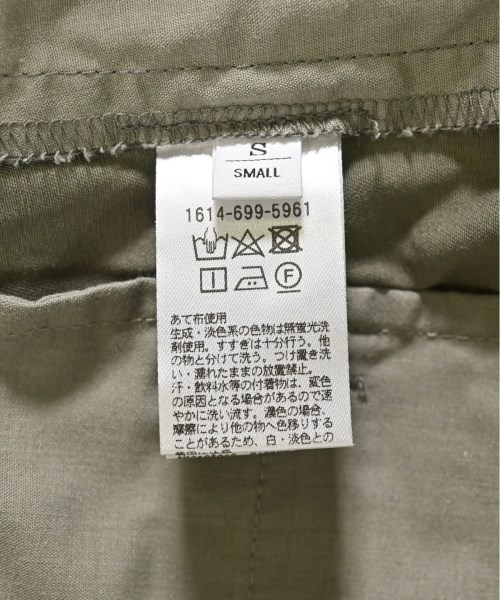 S
SMALL
1614-699-5961
F
あて布使用
生成・淡色系の色物は無蛍光洗
剤使用。すすぎは十分行う。他
の物と分けて洗う。つけ置き洗
い・濡れたままの放置禁止。
汗・飲料水等の付着物は、変色
の原因となる場合があるので速
やかに洗い流す。濃色の場合、
摩擦により他の物へ色移りする
ことがあるため、白・淡色との